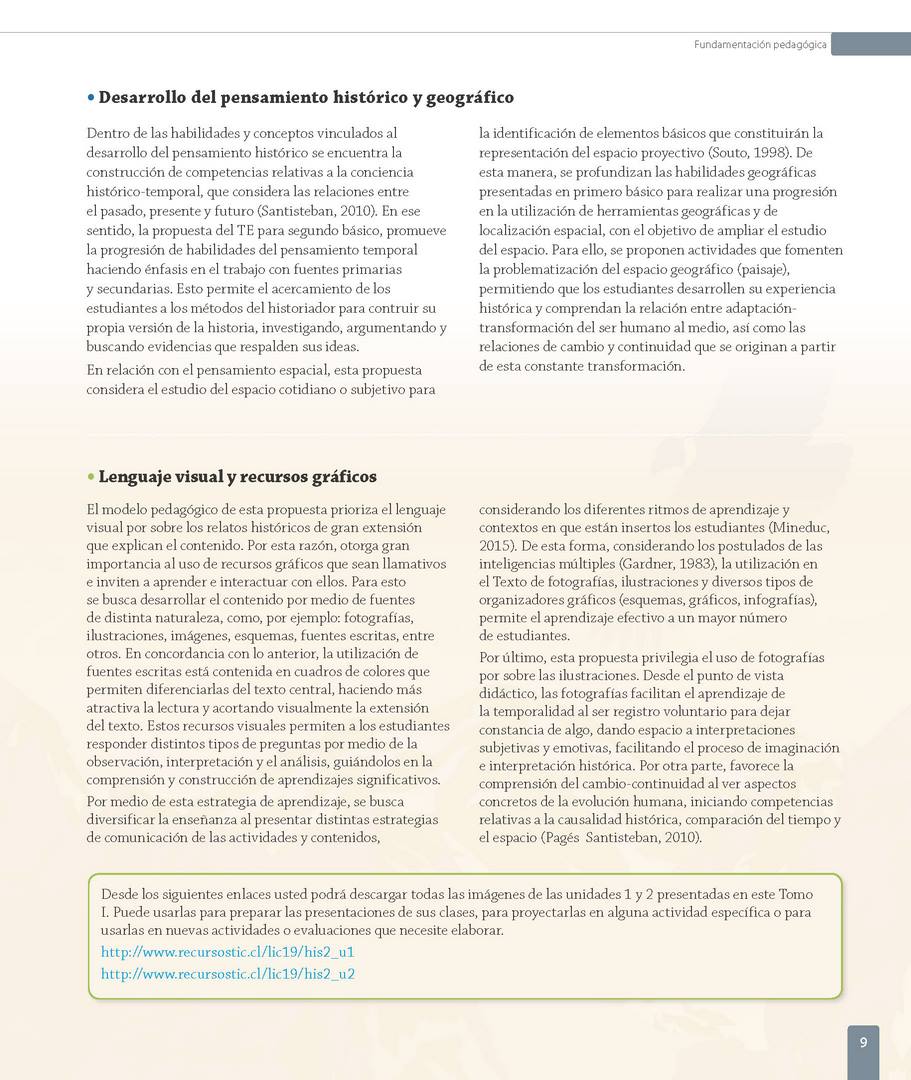 Fundamentación pedagógica
• Desarrollo del pensamiento histórico y geográfico
Dentro de las habilidades y conceptos vinculados al
desarrollo del pensamiento histórico se encuentra la
construcción de competencias relativas a la conciencia
histórico-temporal, que considera las relaciones entre
el pasado, presente y futuro (Santisteban, 2010). En ese
sentido, la propuesta del TE para segundo básico, promueve
la progresión de habilidades del pensamiento temporal
haciendo énfasis en el trabajo con fuentes primarias
y secundarias. Esto permite el acercamiento de los
estudiantes a los métodos del historiador para contruir su
propia versión de la historia, investigando, argumentando y
buscando evidencias que respalden sus ideas.
En relación con el pensamiento espacial, esta propuesta
considera el estudio del espacio cotidiano o subjetivo para
la identificación de elementos básicos que constituirán la
representación del espacio proyectivo (Souto, 1998). De
esta manera, se profundizan las habilidades geográficas
presentadas en primero básico para realizar una progresión
en la utilización de herramientas geográficas y de
localización espacial, con el objetivo de ampliar el estudio
del espacio. Para ello, se proponen actividades que fomenten
la problematización del espacio geográfico (paisaje),
permitiendo que los estudiantes desarrollen su experiencia
histórica y comprendan la relación entre adaptación-
transformación del ser humano al medio, así como las
relaciones de cambio y continuidad que se originan a partir
de esta constante transformación.
• Lenguaje visual y recursos gráficos
El modelo pedagógico de esta propuesta prioriza el lenguaje
visual por sobre los relatos históricos de gran extensión
que explican el contenido. Por esta razón, otorga gran
importancia al uso de recursos gráficos que sean llamativos
e inviten a aprender e interactuar con ellos. Para esto
se busca desarrollar el contenido por medio de fuentes
de distinta naturaleza, como, por ejemplo: fotografías,
ilustraciones, imágenes, esquemas, fuentes escritas, entre
otros. En concordancia con lo anterior, la utilización de
fuentes escritas está contenida en cuadros de colores que
permiten diferenciarlas del texto central, haciendo más
atractiva la lectura y acortando visualmente la extensión
del texto. Estos recursos visuales permiten a los estudiantes
responder distintos tipos de preguntas por medio de la
observación, interpretación y el análisis, guiándolos en la
comprensión y construcción de aprendizajes significativos.
Por medio de esta estrategia de aprendizaje, se busca
diversificar la enseñanza al presentar distintas estrategias
de comunicación de las actividades y contenidos,
considerando los diferentes ritmos de aprendizaje y
contextos en que están insertos los estudiantes (Mineduc,
2015). De esta forma, considerando los postulados de las
inteligencias múltiples (Gardner, 1983), la utilización en
el Texto de fotografías, ilustraciones y diversos tipos de
organizadores gráficos (esquemas, gráficos, infografías),
permite el aprendizaje efectivo a un mayor número
de estudiantes.
Por último, esta propuesta privilegia el uso de fotografías
por sobre las ilustraciones. Desde el punto de vista
didáctico, las fotografías facilitan el aprendizaje de
la temporalidad al ser registro voluntario para dejar
constancia de algo, dando espacio a interpretaciones
subjetivas y emotivas, facilitando el proceso de imaginación
e interpretación histórica. Por otra parte, favorece la
comprensión del cambio-continuidad al ver aspectos
concretos de la evolución humana, iniciando competencias
relativas a la causalidad histórica, comparación del tiempo y
el espacio (Pagés Santisteban, 2010).
Desde los siguientes enlaces usted podrá descargar todas las imágenes de las unidades 1 y 2 presentadas en este Tomo
I. Puede usarlas para preparar las presentaciones de sus clases, para proyectarlas en alguna actividad específica o para
usarlas en nuevas actividades o evaluaciones que necesite elaborar.
http://www.recursostic.cl/lic19/his2_u1
http://www.recursostic.cl/lic19/his2_u2
9